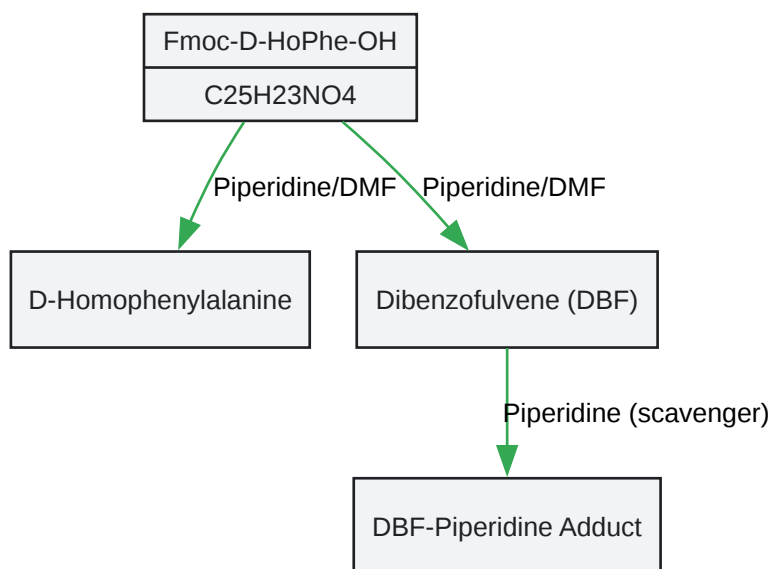 Fmoc-D-HoPhe-OH
C25H23NO4
Piperidine/DMF
Piperidine/DMF
D-Homophenylalanine
Dibenzofulvene (DBF)
Piperidine (scavenger)
DBF-Piperidine Adduct